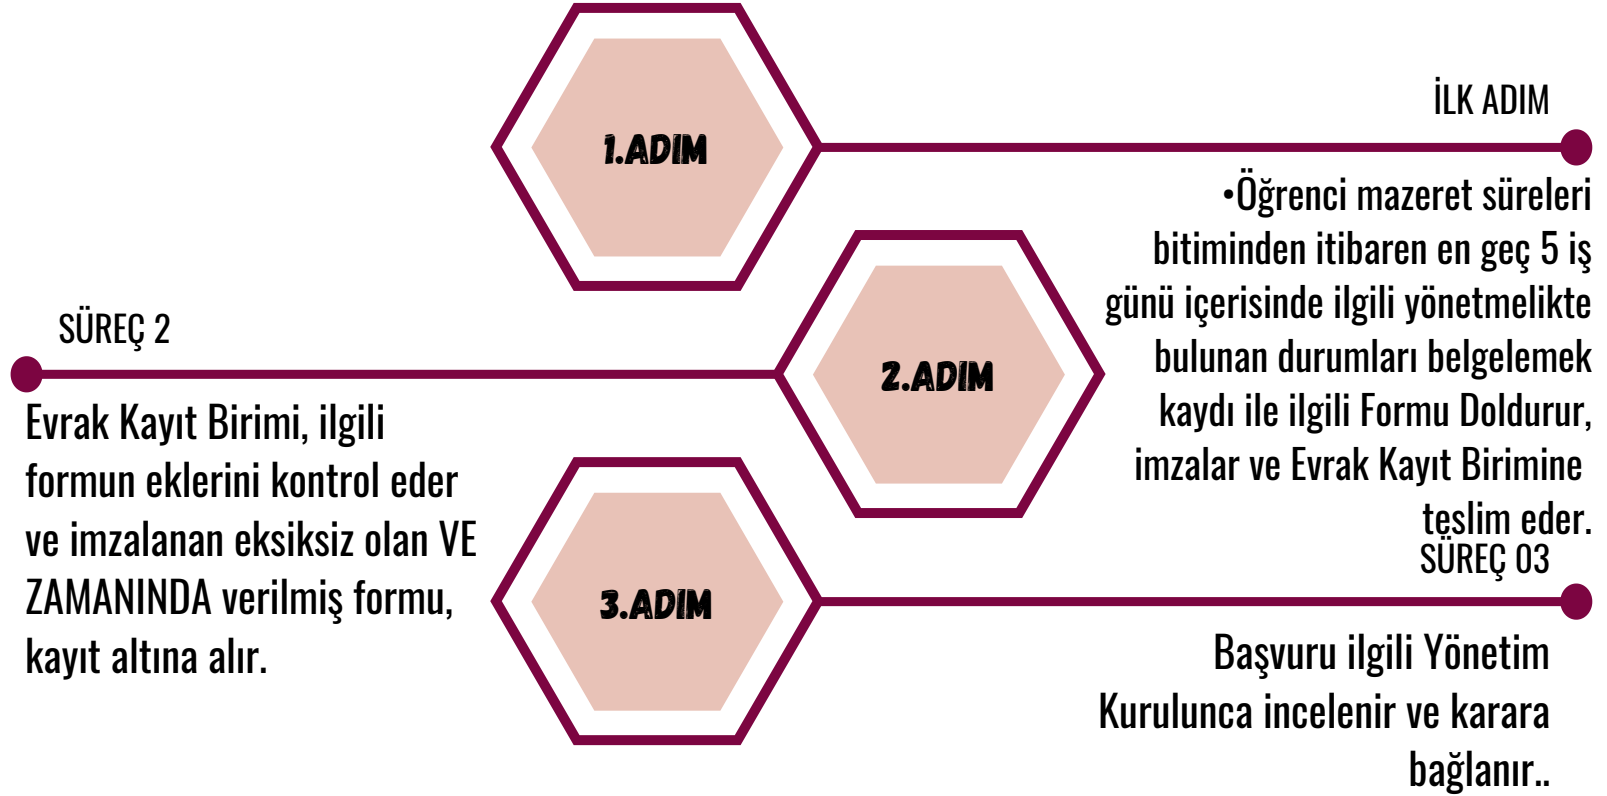 1.ADIM
İLK ADIM
•Öğrenci mazeret süreleri
bitiminden itibaren en geç 5 iş
günü içerisinde ilgili yönetmelikte
bulunan durumları belgelemek
kaydı ile ilgili Formu Doldurur,
imzalar ve Evrak Kayıt Birimine
teslim eder.
2.ADIM
SÜREÇ 2
Evrak Kayıt Birimi, ilgili
formun eklerini kontrol eder
ve imzalanan eksiksiz olan VE
ZAMANINDA verilmiş formu,
kayıt altına alır.
3.ADIM
SÜREÇ 03
Başvuru ilgili Yönetim
Kurulunca incelenir ve karara
bağlanır..